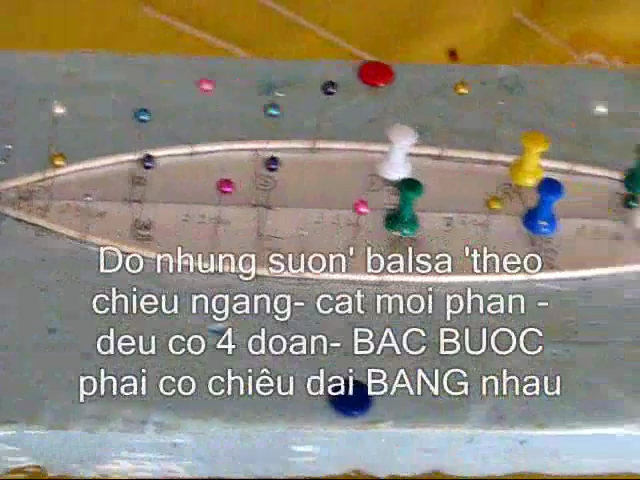 Do nhung suon' balsa 'theo
chieu ngang- cat moi phan -
deu co 4 doan- BAC BUOC
phai co chiêu dai BANG nhau